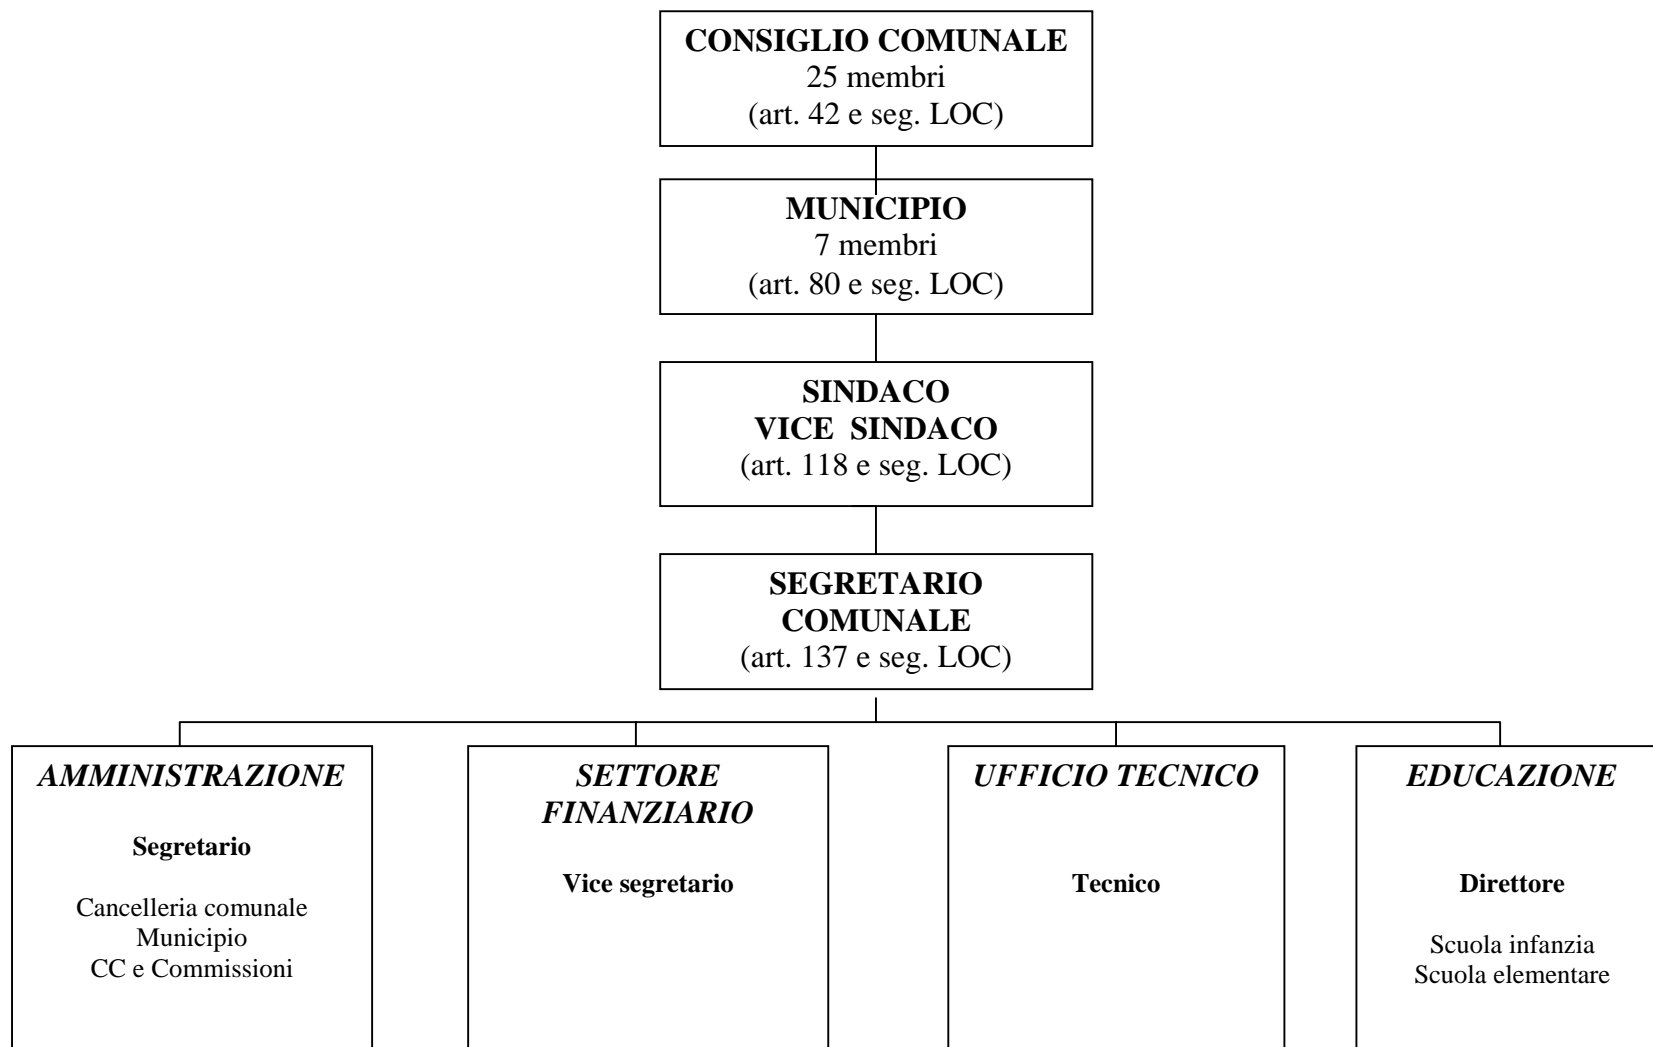 CONSIGLIO COMUNALE
25 membri
(art. 42 e seg. LOC)
MUNICIPIO
7 membri
(art. 80 e seg. LOC)
SINDACO
VICE SINDACO
(art. 118 e seg. LOC)
SEGRETARIO
COMUNALE
(art. 137 e seg. LOC)
AMMINISTRAZIONE
Segretario
Cancelleria comunale
Municipio
CC e Commissioni
SETTORE
FINANZIARIO
Vice segretario
UFFICIO TECNICO
Tecnico
EDUCAZIONE
Direttore
Scuola infanzia
Scuola elementare